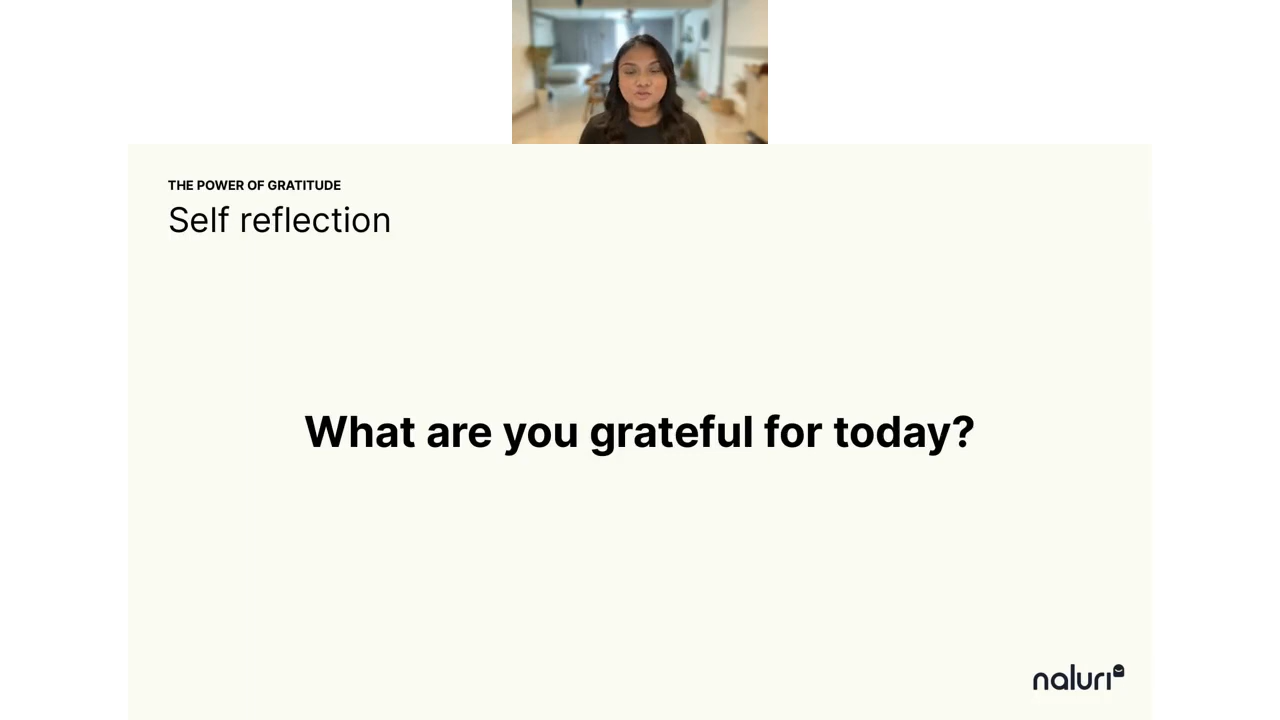 THE POWER OF GRATITUDE
Self reflection
What are you grateful for today?
naluri